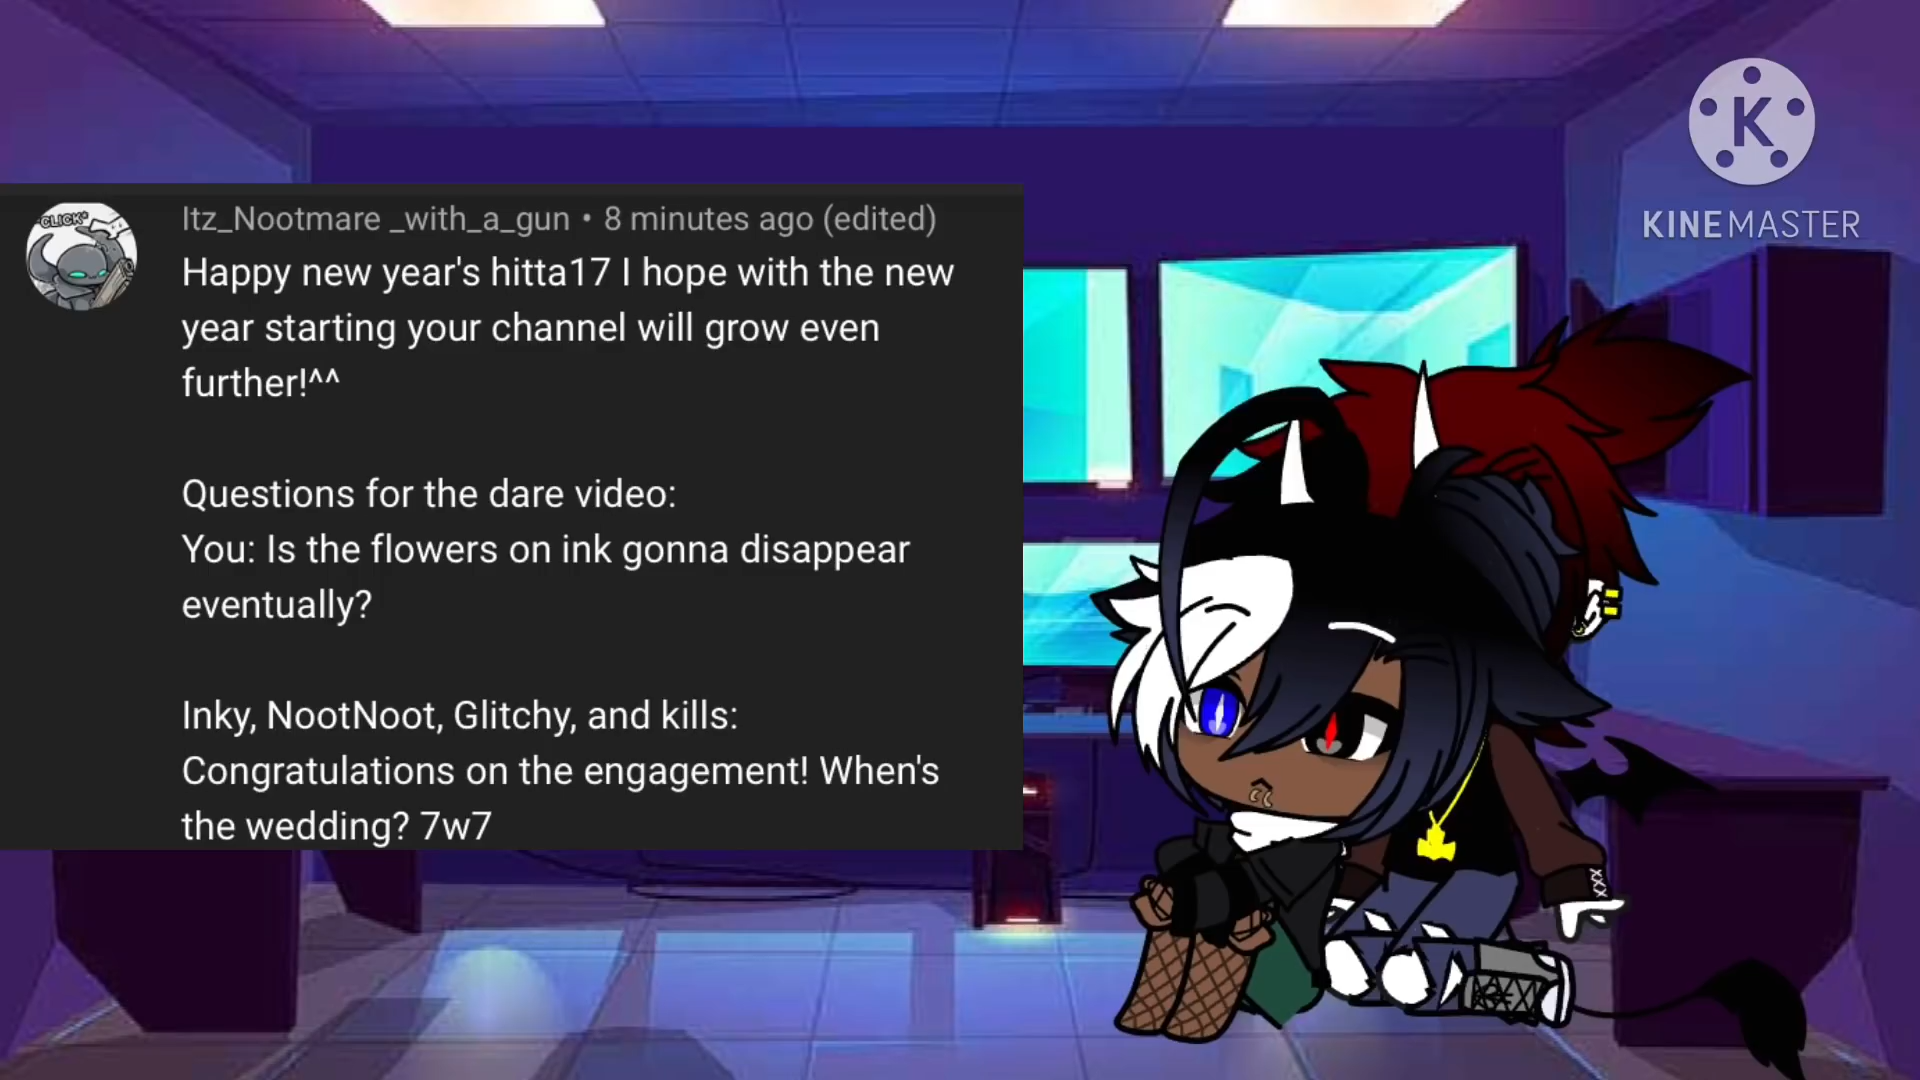 *CLICK*
Itz_Nootmare _with_a_gun • 8 minutes ago (edited)
Happy new year's hitta17 I hope with the new
year starting your channel will grow even
further!^^
Questions for the dare video:
You: Is the flowers on ink gonna disappear
eventually?
Inky, NootNoot, Glitchy, and kills:
Congratulations on the engagement! When's
the wedding? 7w7
K
KINEMASTER